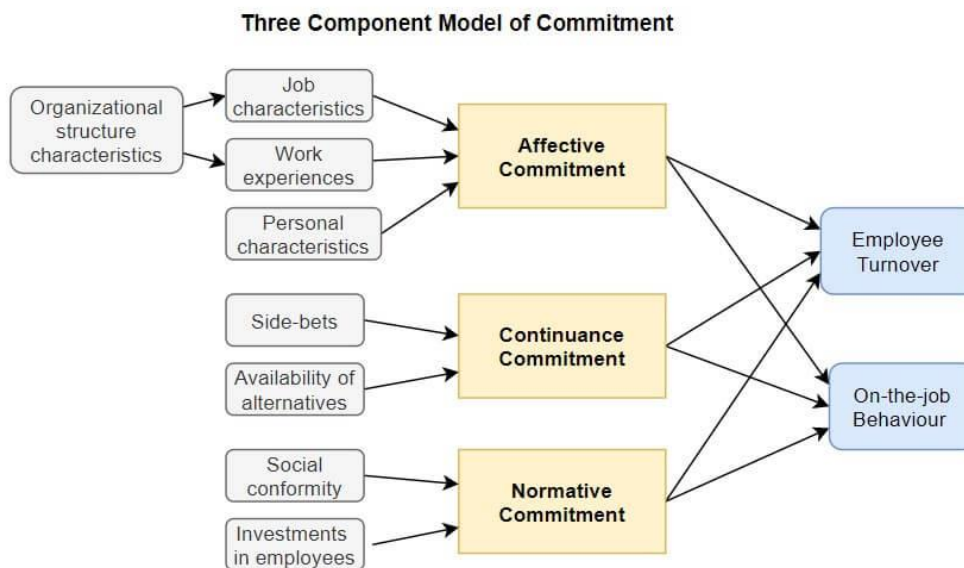 Three Component Model of Commitment
Organizational
structure
characteristics
Job
characteristics
Work
experiences
Personal
characteristics
Affective
Commitment
Side-bets
Availability of
alternatives
Continuance
Commitment
Social
conformity
Investments
in employees
Normative
Commitment
Employee
Turnover
On-the-job
Behaviour